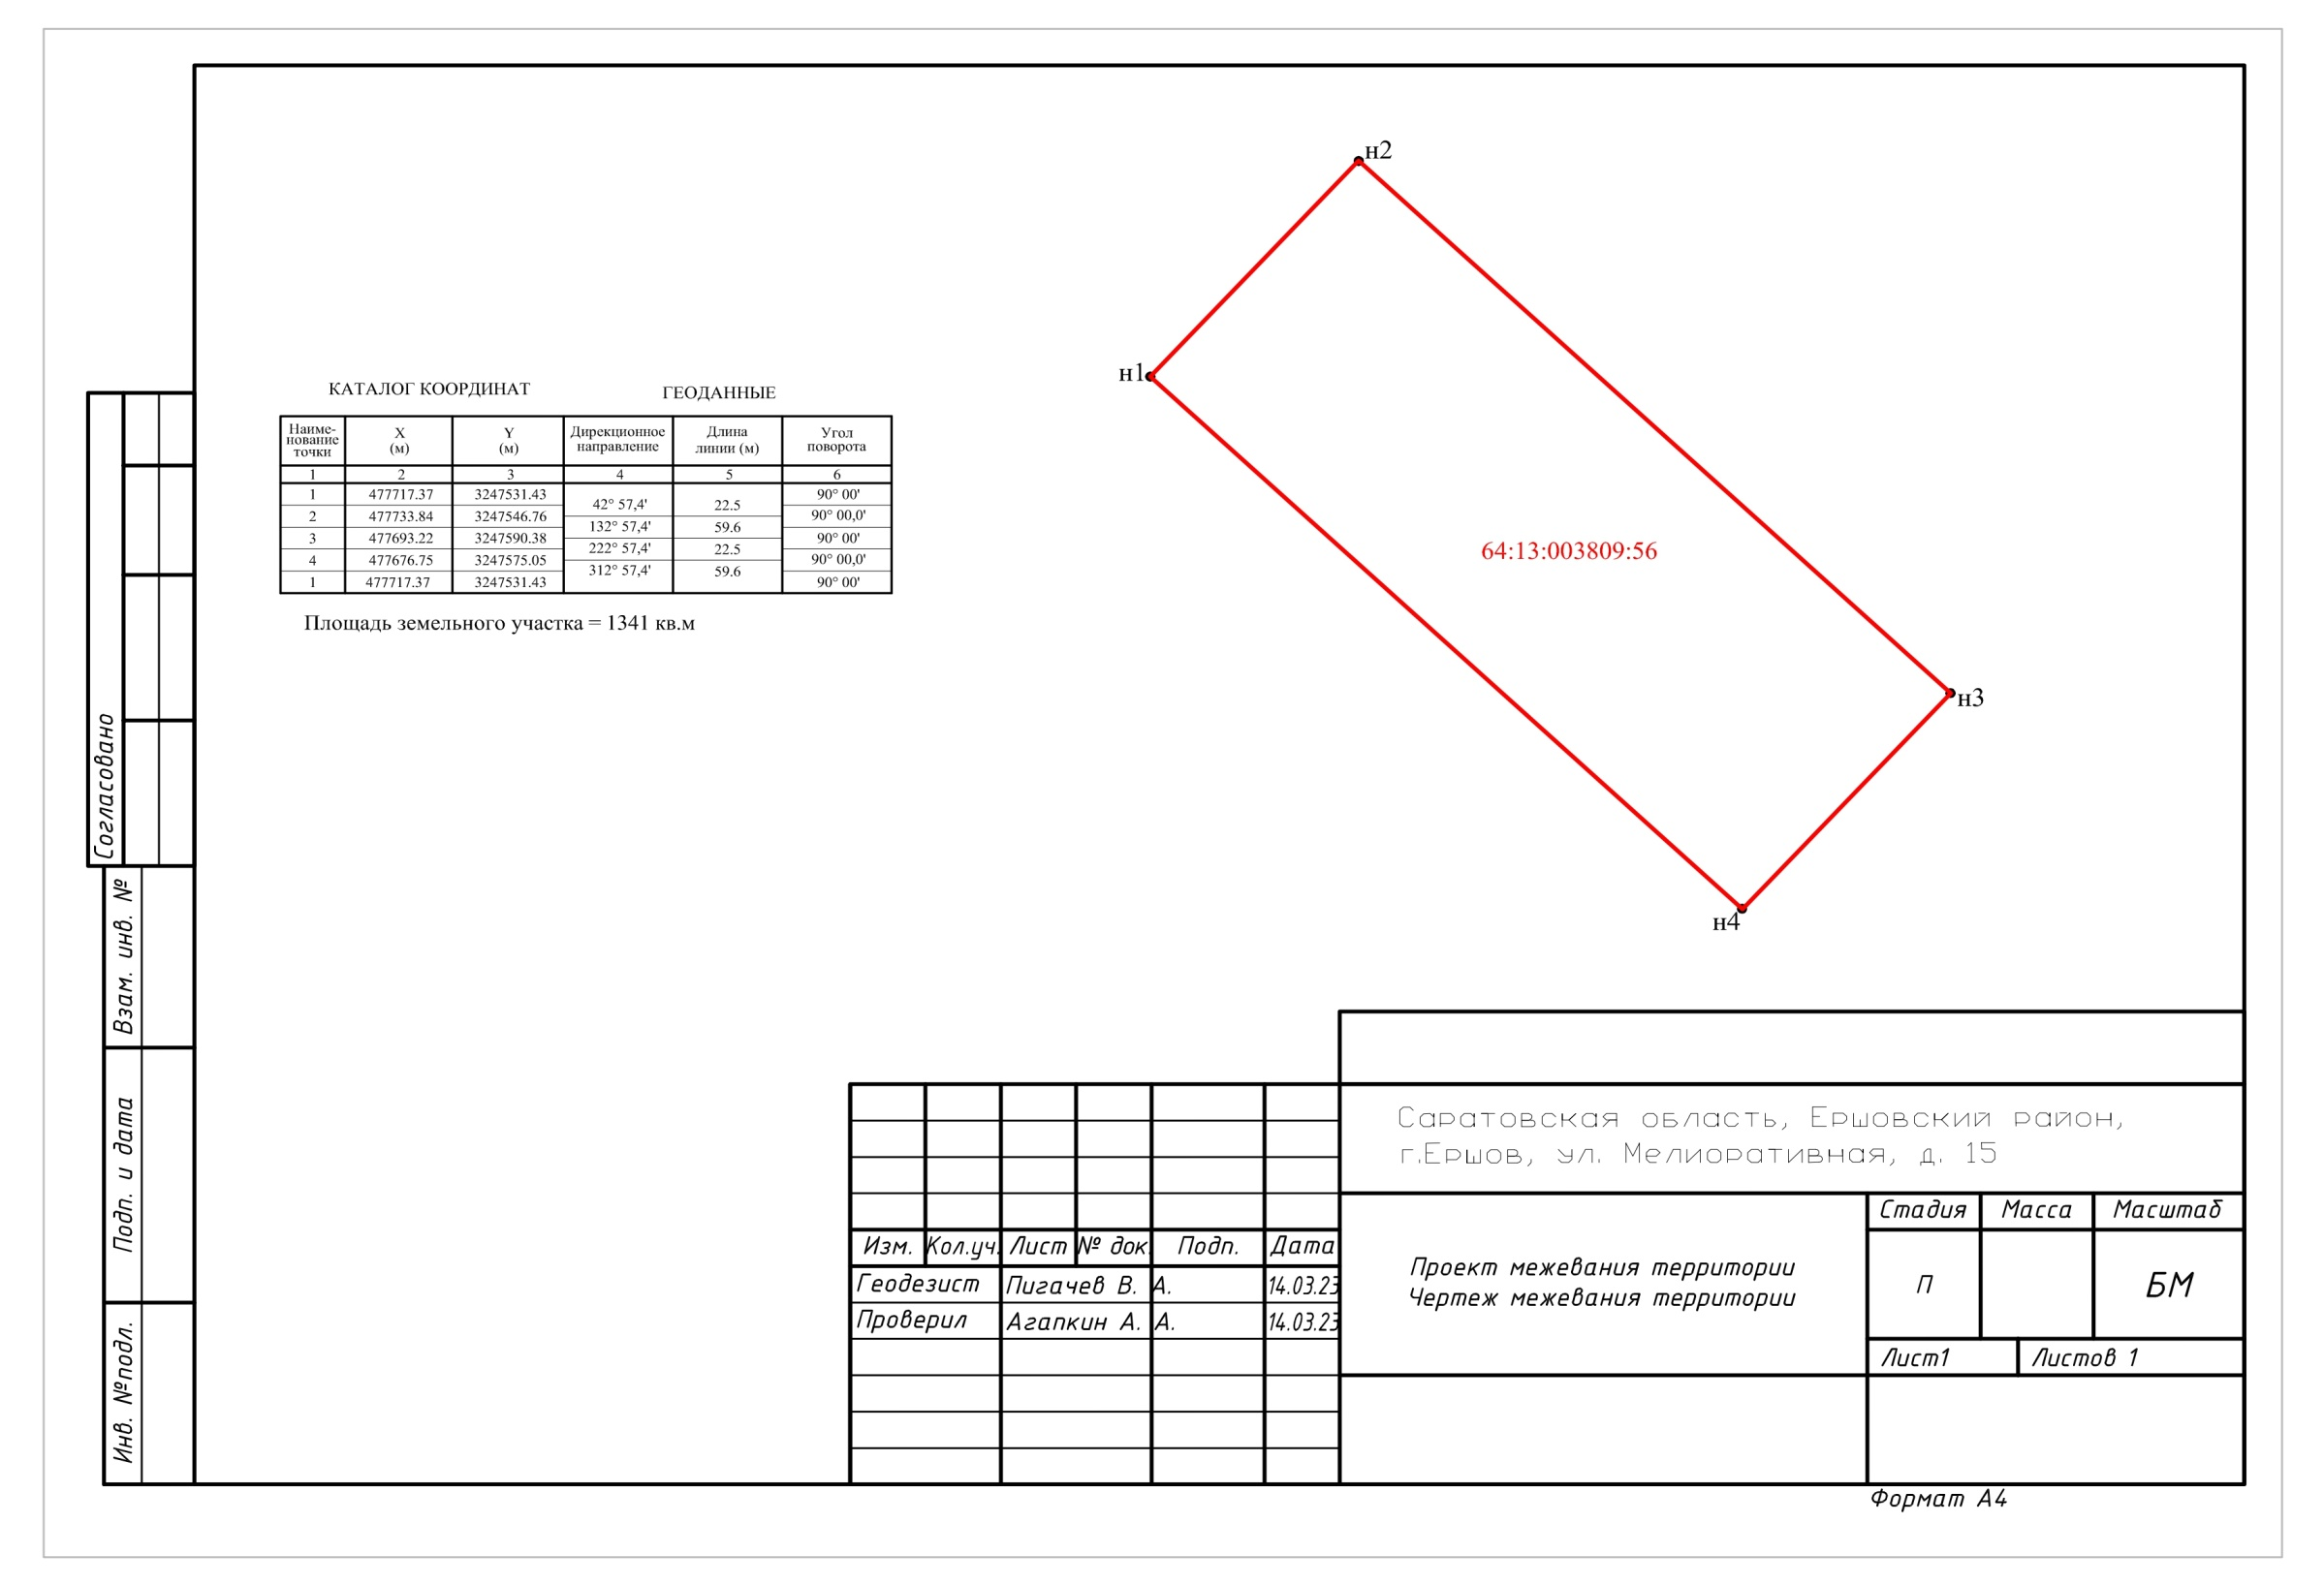 н2
н1
КАТАЛОГ КООРДИНАТ ГЕОДАННЫЕ
Наиме-
нование
точки
X
(м)
Y
(м)
Дирекционное
направление
Длина
линии (м)
Угол
поворота
1 2 3 4 5 6
1 477717.37 3247531.43 90° 00'
42° 57,4' 22.5
2 477733.84 3247546.76 90° 00,0'
132° 57,4' 59.6
3 477693.22 3247590.38 90° 00'
222° 57,4' 22.5
4 477676.75 3247575.05 90° 00,0'
312° 57,4' 59.6
1 477717.37 3247531.43 90° 00'
Площадь земельного участка = 1341 кв.м
64:13:003809:56
н3
н4
Согласовано
Взам. инв. №
Подп. и дата
Инв. №подл.
Саратовская область, Ершовский район,
г.Ершов, ул. Мелиоративная, д. 15
Изм. Кол.уч. Лист № док. Подп. Дата
Геодезист Пигачев В. А. 14.03.23
Проверил Агапкин А. А. 14.03.23
Проект межевания территории
Чертеж межевания территории
Стадия Масса Масштаб
П БМ
Лист1 Листов 1
Формат А4